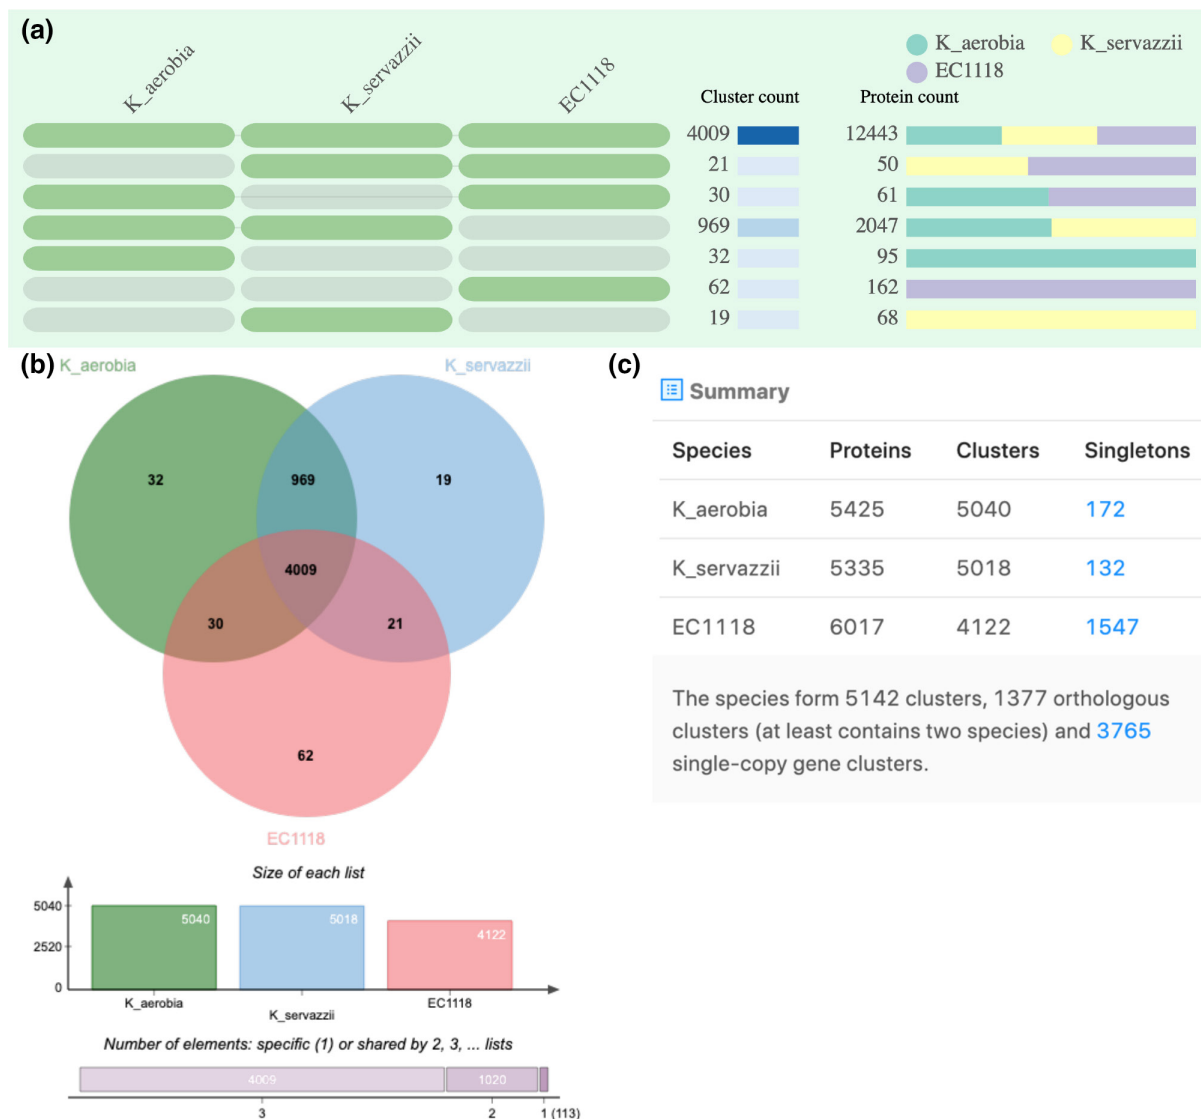 (a)
K_aerobia
K_servazzii
EC1118
K_aerobia K_servazzii
EC1118
Cluster count Protein count
4009 12443
21 50
30 61
969 2047
32 95
62 162
19 68
(b)
K_aerobia
K_servazzii
32
969
19
4009
30
21
62
EC1118
Size of each list
5040
2520
0
5040
5018
4122
K_aerobia
K_servazzii
EC1118
Number of elements: specific (1) or shared by 2, 3, ... lists
4009 1020
3 2 1 (113)
(c)
Summary
Species Proteins Clusters Singletons
K_aerobia 5425 5040 172
K_servazzii 5335 5018 132
EC1118 6017 4122 1547
The species form 5142 clusters, 1377 orthologous
clusters (at least contains two species) and 3765
single-copy gene clusters.